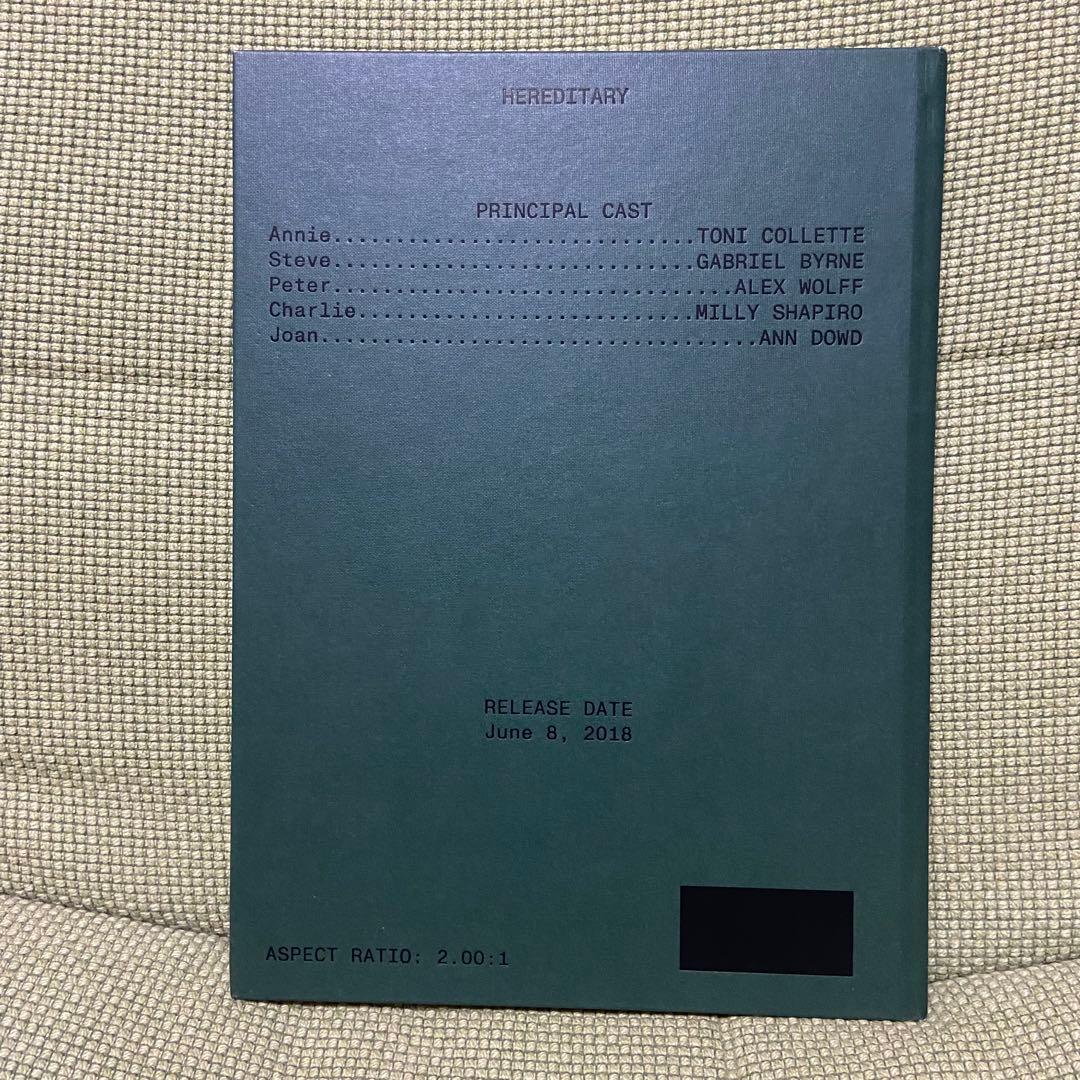 HEREDITARY
PRINCIPAL CAST
Annie.............................TONI COLLETTE
Steve.............................GABRIEL BYRNE
Peter................................ALEX WOLFF
Charlie...........................MILLY SHAPIRO
Joan...................................ANN DOWD
RELEASE DATE
June 8, 2018
ASPECT RATIO: 2.00:1